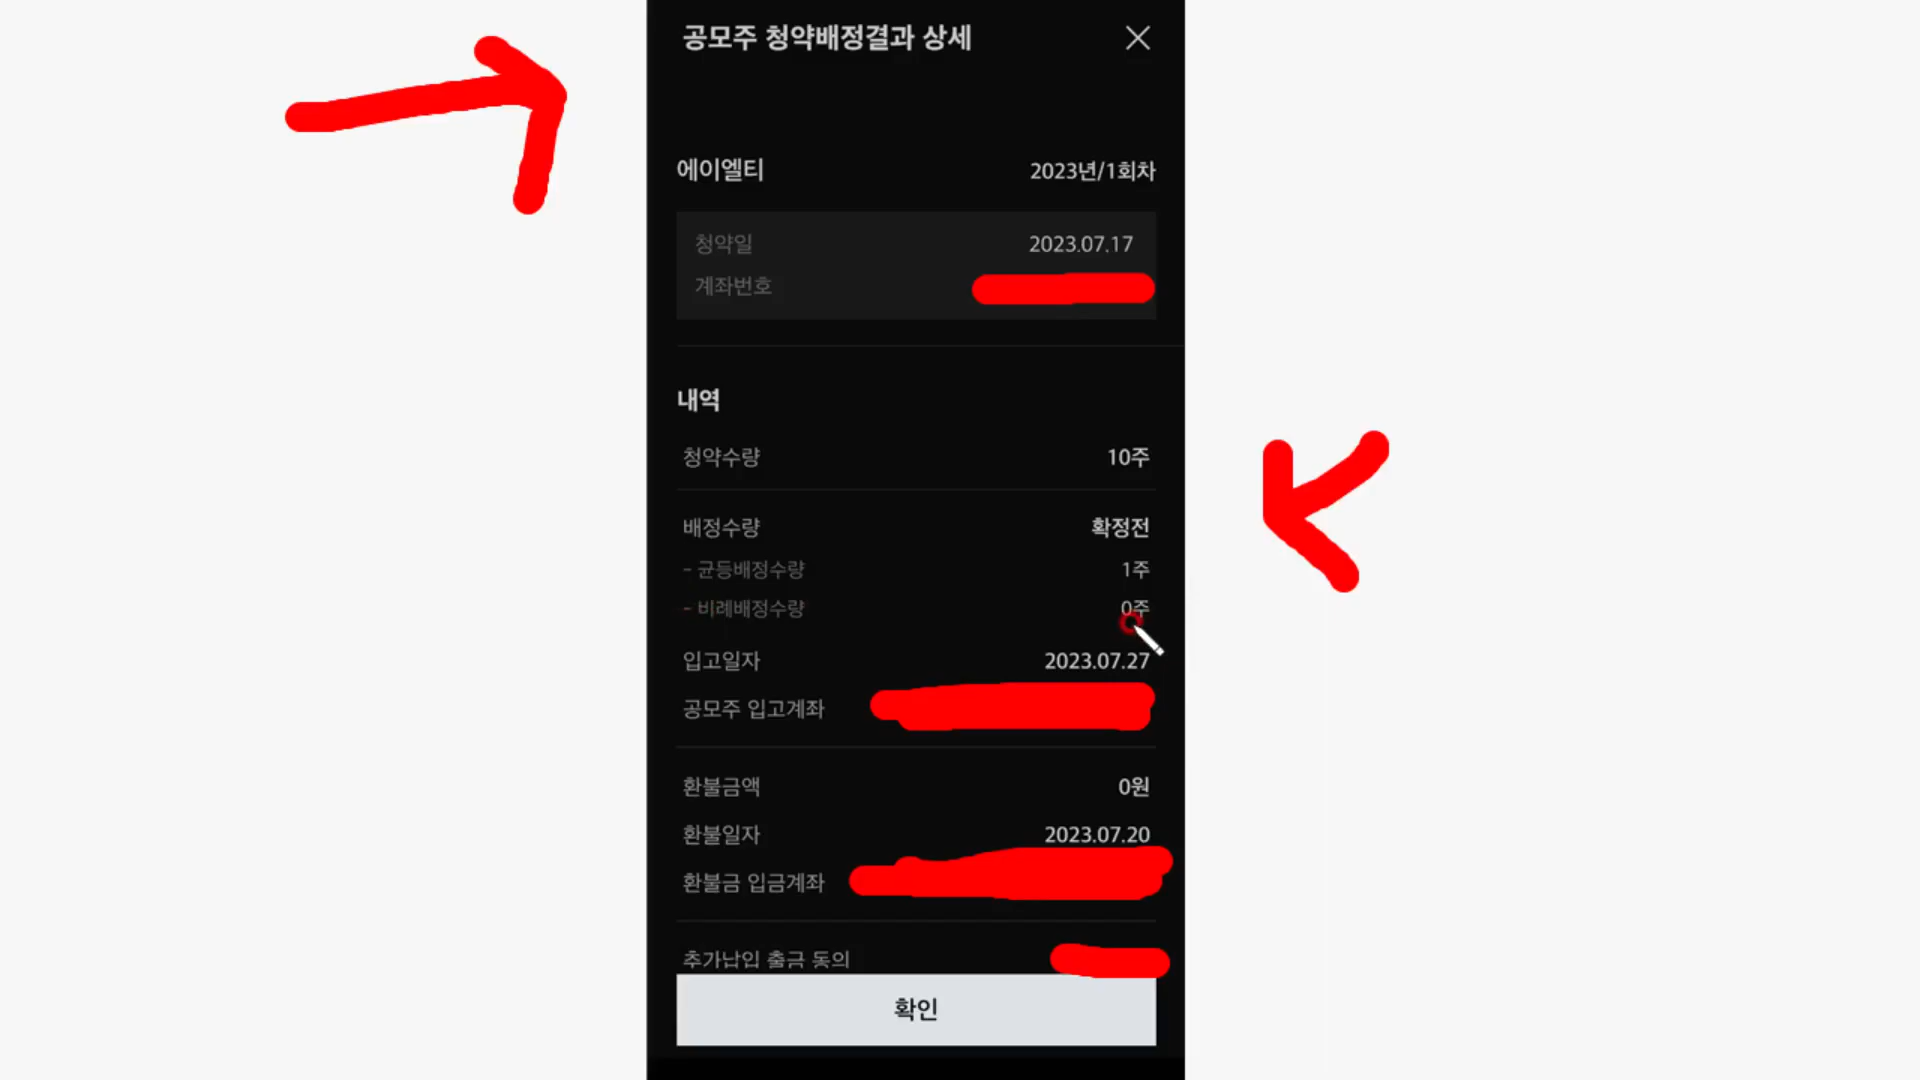 공모주 청약배정결과 상세
에이엘티 2023년/1회차
청약일 2023.07.17
계좌번호
내역
청약수량 10주
배정수량 확정전
- 균등배정수량 1주
- 비례배정수량 0주
입고일자 2023.07.27
공모주 입고계좌
환불금액 0원
환불일자 2023.07.20
환불금 입금계좌
추가납입 출금 동의
확인